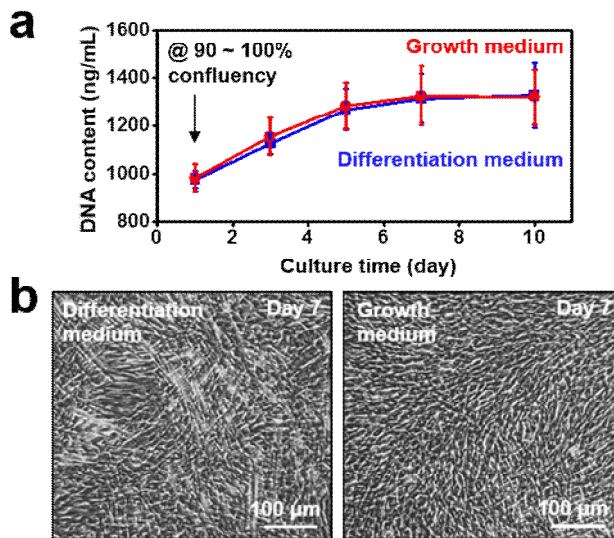 a
1600
1400
1200
1000
800
DNA content (ng/mL)
@ 90 ~ 100%
confluency
Growth medium
Differentiation medium
0 2 4 6 8 10
Culture time (day)
b
Differentiation
medium
Day 7
100 µm
Growth
medium
Day 7
100 µm